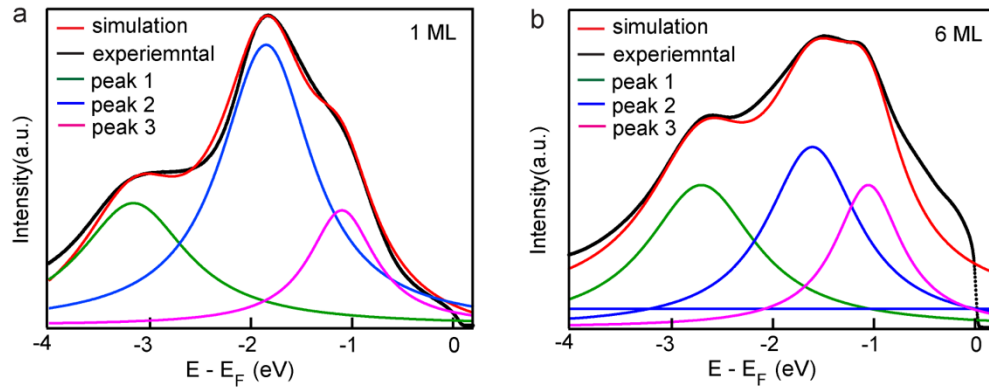 a
simulation
experiemntal
peak 1
peak 2
peak 3
1 ML
Intensity(a.u.)
-4 -3 -2 -1 0
E - EF (eV)
b
simulation
experiemntal
peak 1
peak 2
peak 3
6 ML
Intensity(a.u.)
-4 -3 -2 -1 0
E - EF (eV)